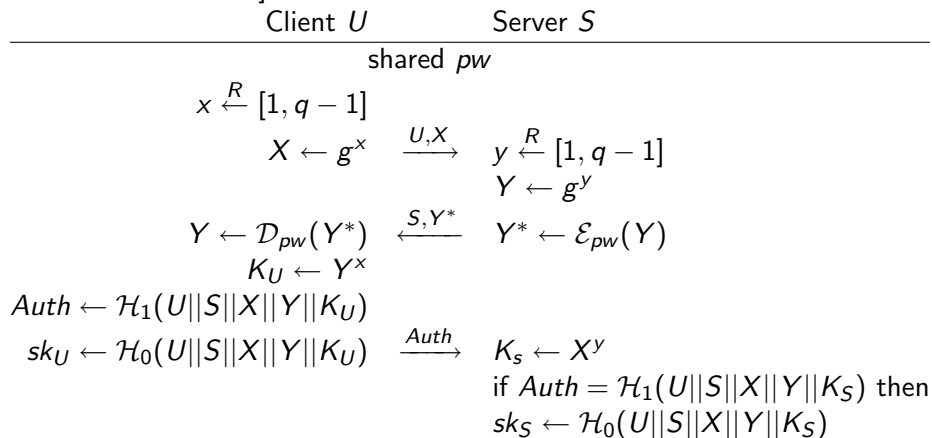 Client U Server S
shared pw
x ←R [1, q − 1]
X ← g^x U,X → y ←R [1, q − 1]
Y ← g^y
Y ← D_pw(Y*) ← S,Y* Y* ← E_pw(Y)
K_U ← Y^x
Auth ← H_1(U||S||X||Y||K_U)
sk_U ← H_0(U||S||X||Y||K_U) Auth → K_s ← X^y
if Auth = H_1(U||S||X||Y||K_S) then
sk_S ← H_0(U||S||X||Y||K_S)